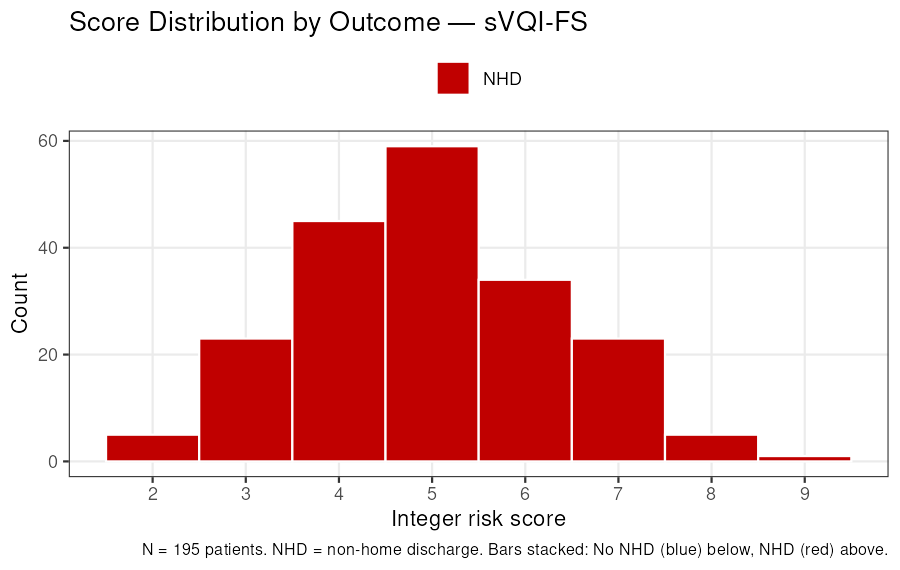 Score Distribution by Outcome — sVQI-FS
NHD
60
40
20
0
Count
2 3 4 5 6 7 8 9
Integer risk score
N = 195 patients. NHD = non-home discharge. Bars stacked: No NHD (blue) below, NHD (red) above.